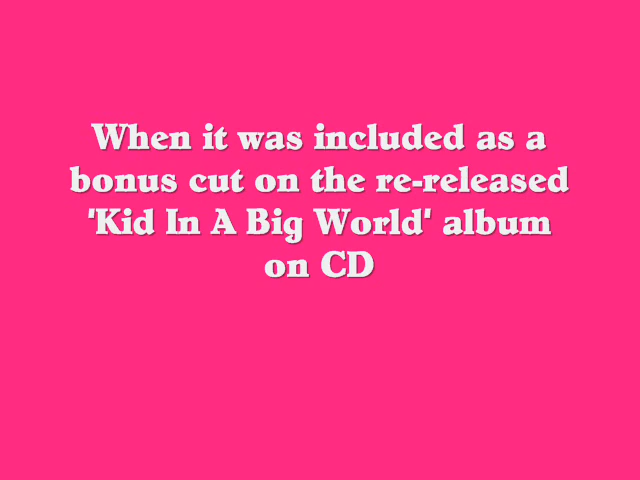 When it was included as a
bonus cut on the re-released
'Kid In A Big World' album
on CD